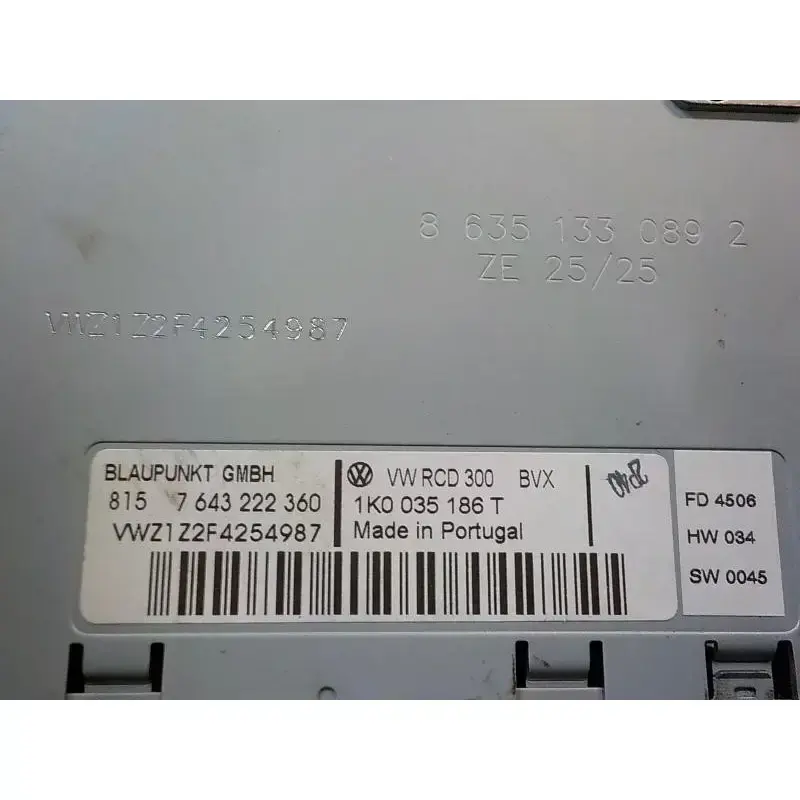 8 635 133 089 2
ZE 25/25
VWZ1Z2F4254987
BLAUPUNKT GMBH
815 7 643 222 360
VWZ1Z2F4254987
VW RCD 300 BVX
1K0 035 186 T
Made in Portugal
FD 4506
HW 034
SW 0045